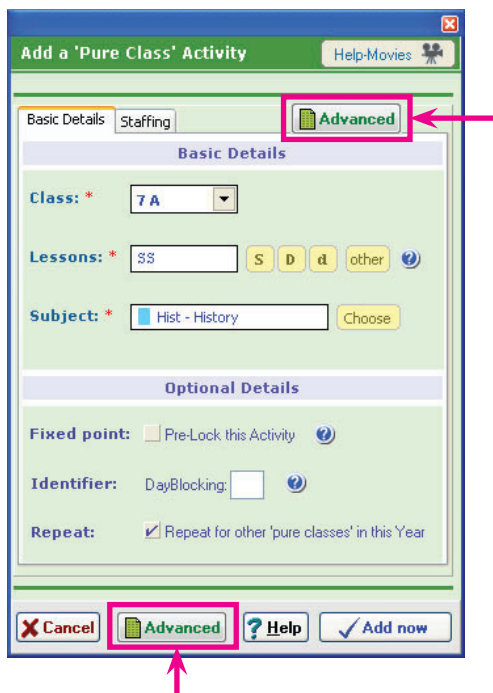 Add a 'Pure Class' Activity Help-Movies
Basic Details Staffing Advanced
Basic Details
Class: * 7 A
Lessons: * SS S D d other ?
Subject: * Hist - History Choose
Optional Details
Fixed point: Pre-Lock this Activity ?
Identifier: DayBlocking: ?
Repeat: Repeat for other 'pure classes' in this Year
Cancel Advanced ? Help Add now